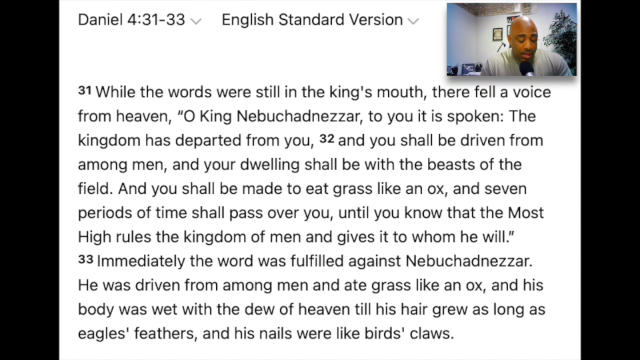 Daniel 4:31-33 English Standard Version
31 While the words were still in the king's mouth, there fell a voice
from heaven, “O King Nebuchadnezzar, to you it is spoken: The
kingdom has departed from you, 32 and you shall be driven from
among men, and your dwelling shall be with the beasts of the
field. And you shall be made to eat grass like an ox, and seven
periods of time shall pass over you, until you know that the Most
High rules the kingdom of men and gives it to whom he will.”
33 Immediately the word was fulfilled against Nebuchadnezzar.
He was driven from among men and ate grass like an ox, and his
body was wet with the dew of heaven till his hair grew as long as
eagles' feathers, and his nails were like birds' claws.